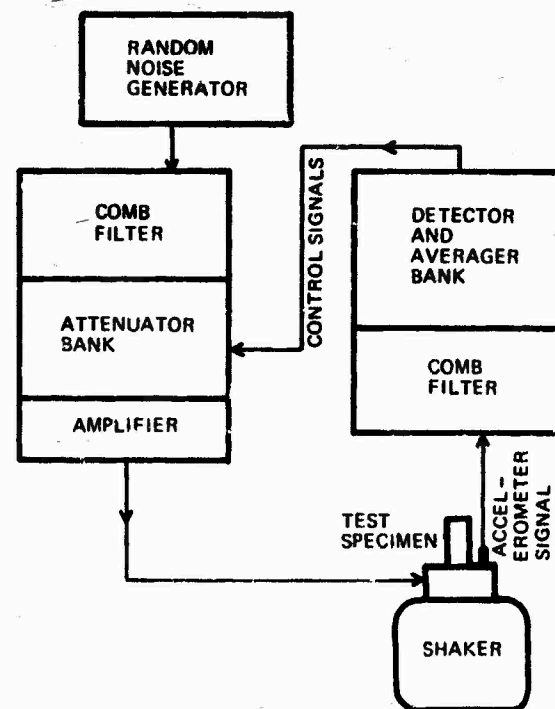 RANDOM
NOISE
GENERATOR
COMB
FILTER
ATTENUATOR
BANK
AMPLIFIER
CONTROL SIGNALS
DETECTOR
AND
AVERAGER
BANK
COMB
FILTER
TEST
SPECIMEN
ACCEL-
EROMETER
SIGNAL
SHAKER